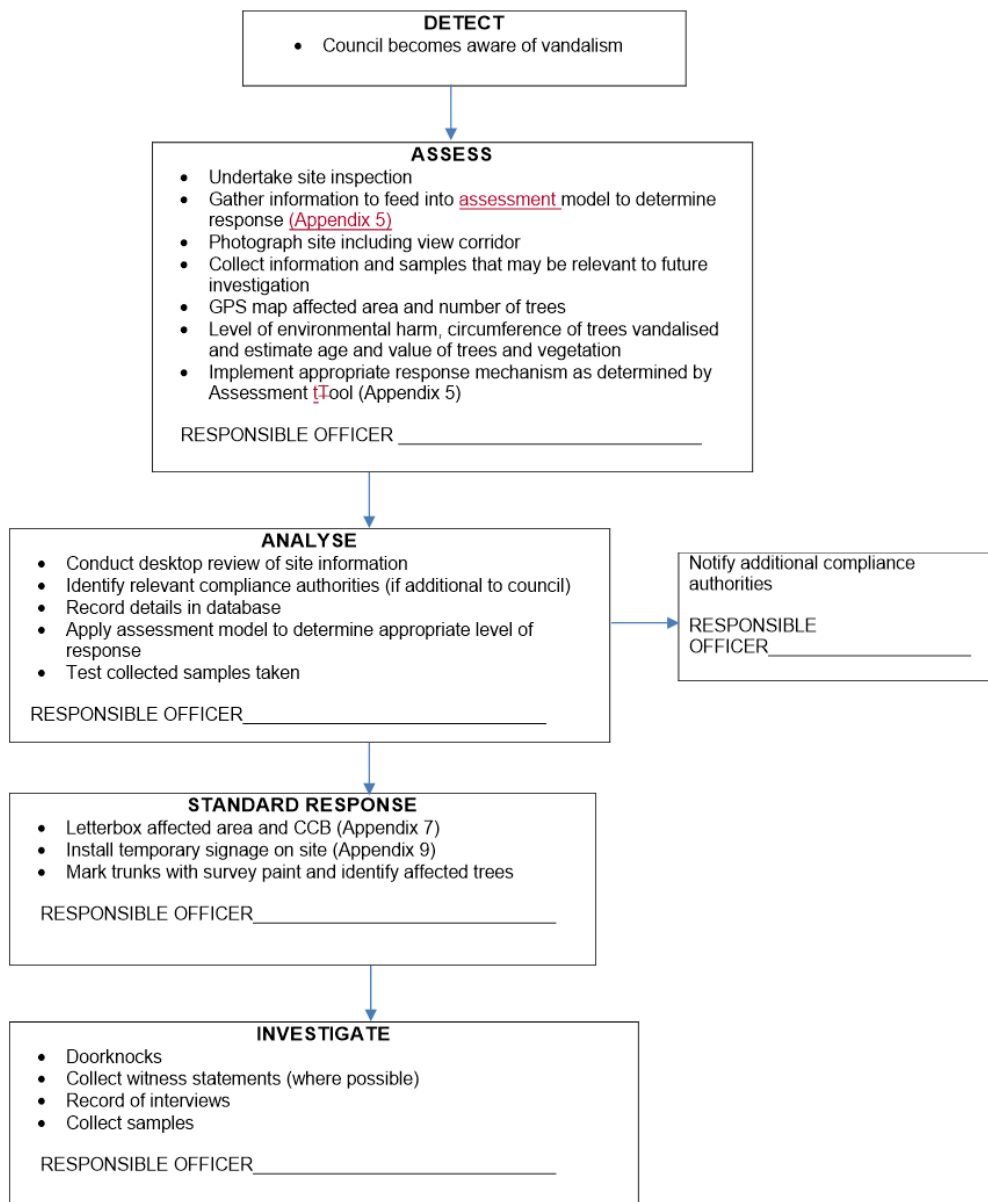 DETECT
• Council becomes aware of vandalism
ASSESS
• Undertake site inspection
• Gather information to feed into assessment model to determine
response (Appendix 5)
• Photograph site including view corridor
• Collect information and samples that may be relevant to future
investigation
• GPS map affected area and number of trees
• Level of environmental harm, circumference of trees vandalised
and estimate age and value of trees and vegetation
• Implement appropriate response mechanism as determined by
Assessment tTool (Appendix 5)
RESPONSIBLE OFFICER _______________________________
ANALYSE
• Conduct desktop review of site information
• Identify relevant compliance authorities (if additional to council)
• Record details in database
• Apply assessment model to determine appropriate level of
response
• Test collected samples taken
RESPONSIBLE OFFICER_______________________________
Notify additional compliance
authorities
RESPONSIBLE
OFFICER_____________________
STANDARD RESPONSE
• Letterbox affected area and CCB (Appendix 7)
• Install temporary signage on site (Appendix 9)
• Mark trunks with survey paint and identify affected trees
RESPONSIBLE OFFICER_______________________________
INVESTIGATE
• Doorknocks
• Collect witness statements (where possible)
• Record of interviews
• Collect samples
RESPONSIBLE OFFICER_______________________________